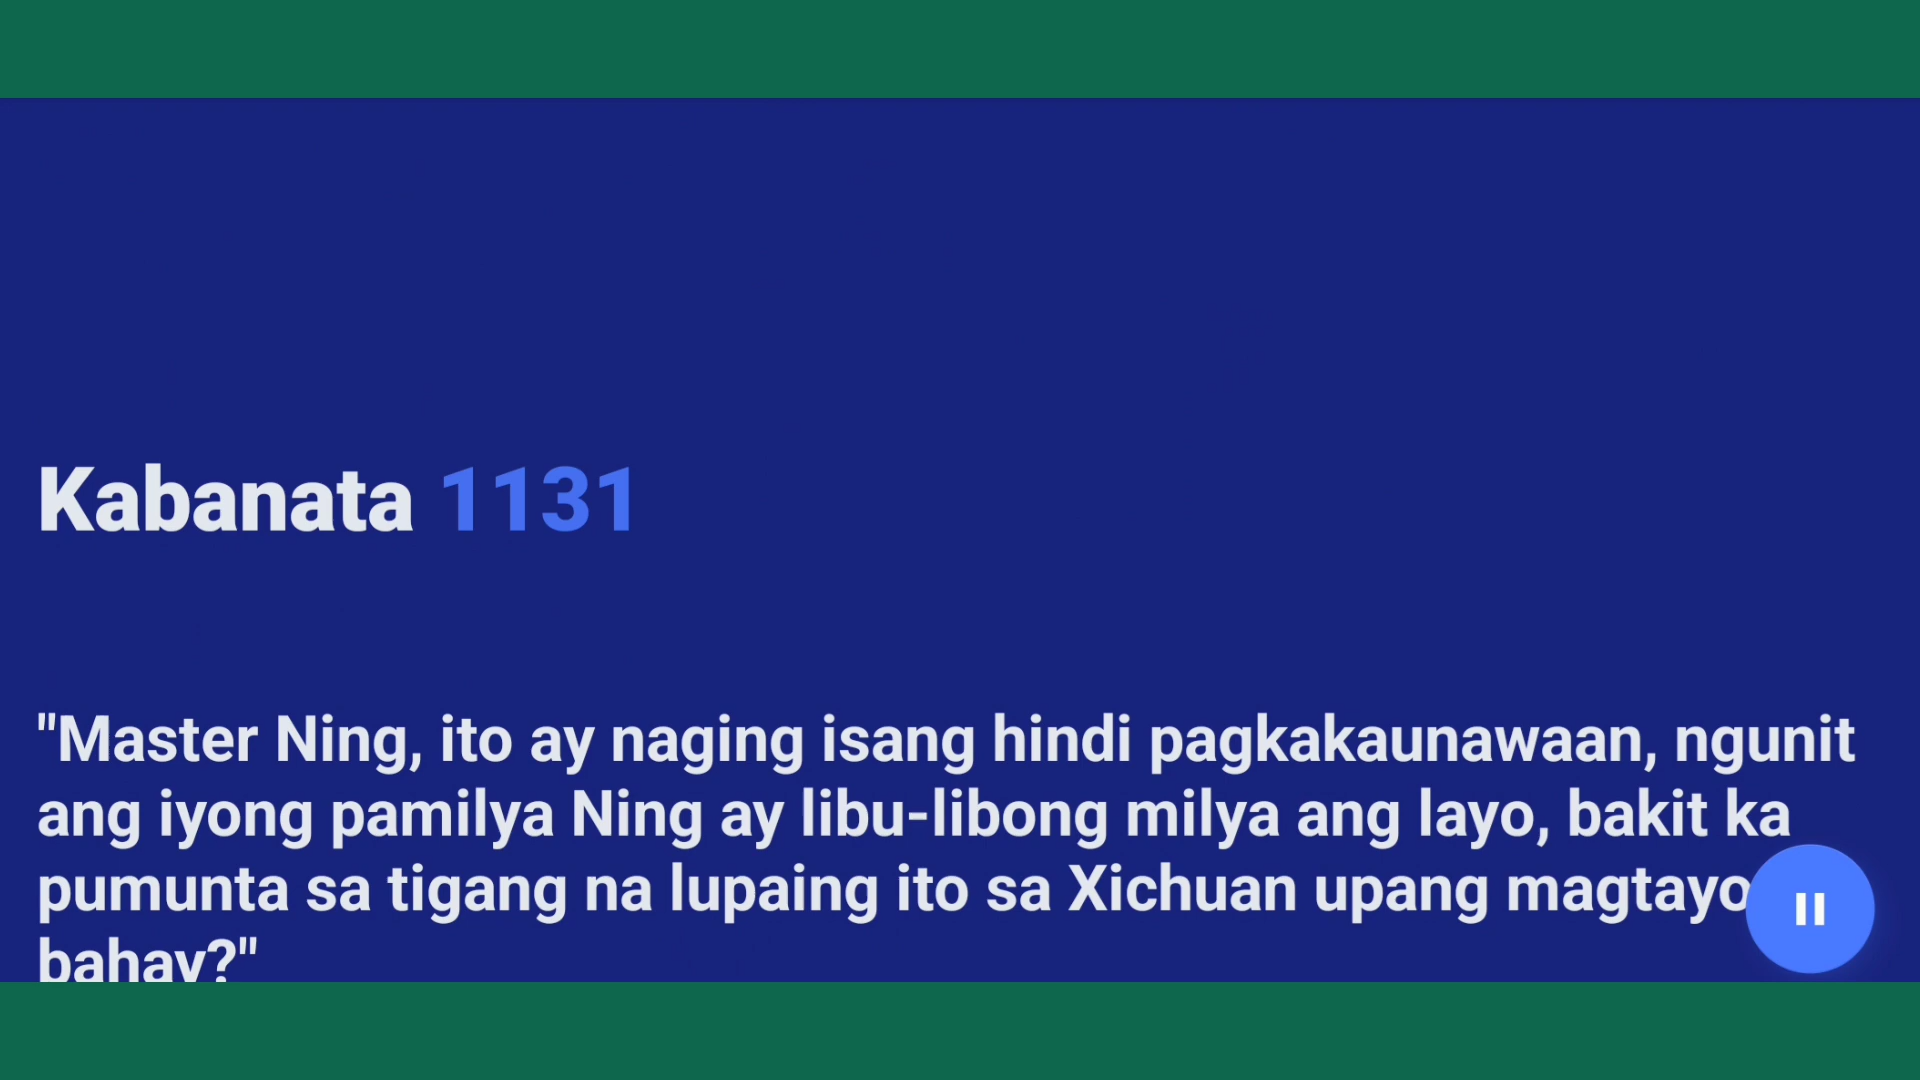 Kabanata 1131
"Master Ning, ito ay naging isang hindi pagkakaunawaan, ngunit
ang iyong pamilya Ning ay libu-libong milya ang layo, bakit ka
pumunta sa tigang na lupaing ito sa Xichuan upang magtayo
bahay?"